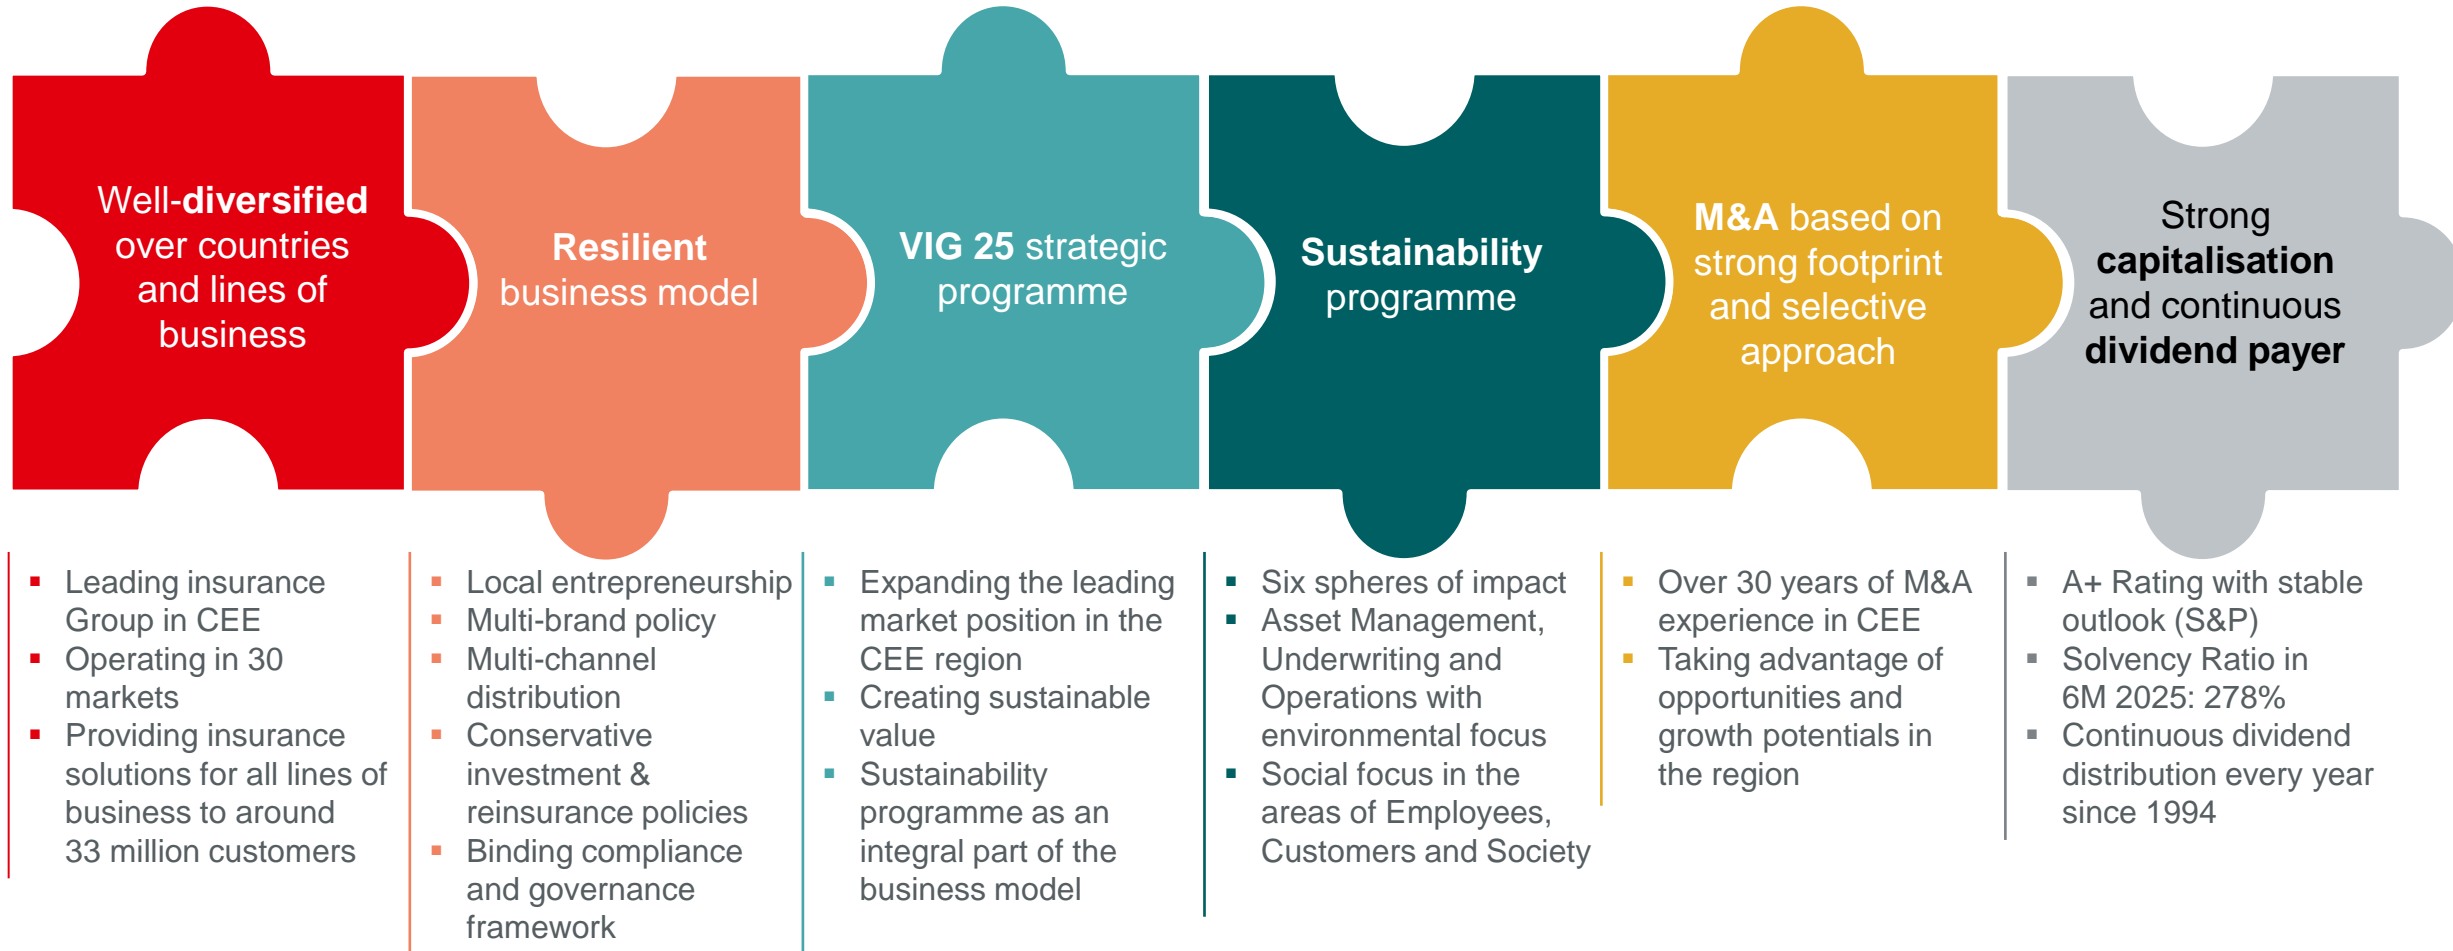 Well-diversified
over countries
and lines of
business
Resilient
business model
VIG 25 strategic
programme
Sustainability
programme
M&A based on
strong footprint
and selective
approach
Strong
capitalisation
and continuous
dividend payer
▪ Leading insurance
Group in CEE
▪ Operating in 30
markets
▪ Providing insurance
solutions for all lines of
business to around
33 million customers
▪ Local entrepreneurship
▪ Multi-brand policy
▪ Multi-channel
distribution
▪ Conservative
investment &
reinsurance policies
▪ Binding compliance
and governance
framework
▪ Expanding the leading
market position in the
CEE region
▪ Creating sustainable
value
▪ Sustainability
programme as an
integral part of the
business model
▪ Six spheres of impact
▪ Asset Management,
Underwriting and
Operations with
environmental focus
▪ Social focus in the
areas of Employees,
Customers and Society
▪ Over 30 years of M&A
experience in CEE
▪ Taking advantage of
opportunities and
growth potentials in
the region
▪ A+ Rating with stable
outlook (S&P)
▪ Solvency Ratio in
6M 2025: 278%
▪ Continuous dividend
distribution every year
since 1994